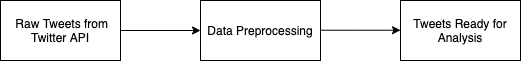 Raw Tweets from
Twitter API
Data Preprocessing
Tweets Ready for
Analysis